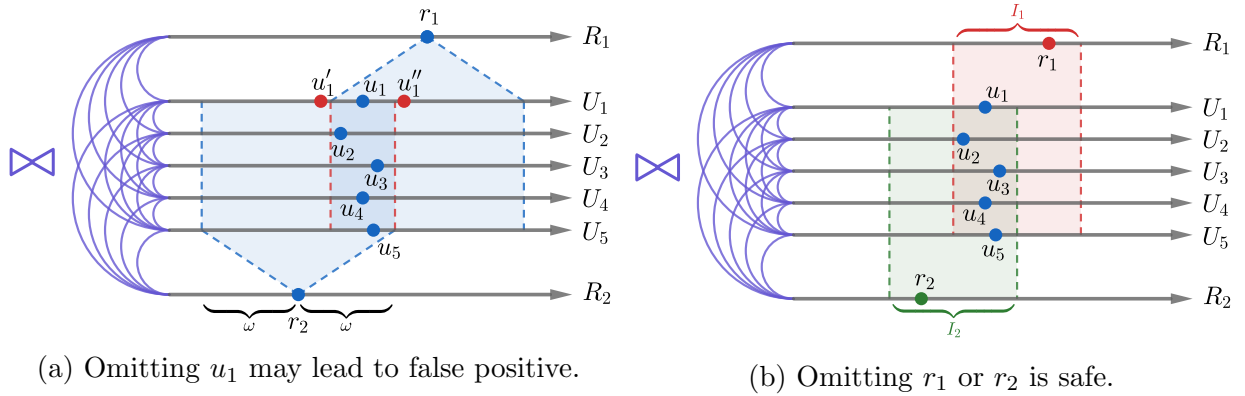 r₁
R₁
u₁′ u₁ u₁″
U₁
u₂
U₂
u₃
U₃
u₄
U₄
u₅
U₅
r₂
R₂
ω ω
(a) Omitting u₁ may lead to false positive.
I₁
r₁
R₁
u₁
U₁
u₂
U₂
u₃
U₃
u₄
U₄
u₅
U₅
r₂
R₂
I₂
(b) Omitting r₁ or r₂ is safe.